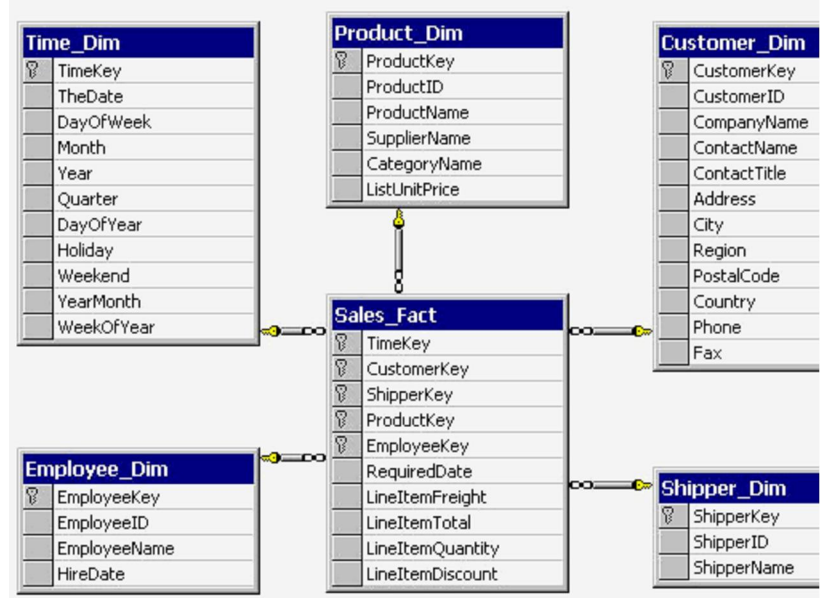 Time_Dim
TimeKey
TheDate
DayOfWeek
Month
Year
Quarter
DayOfYear
Holiday
Weekend
YearMonth
WeekOfYear
Product_Dim
ProductKey
ProductID
ProductName
SupplierName
CategoryName
ListUnitPrice
Customer_Dim
CustomerKey
CustomerID
CompanyName
ContactName
ContactTitle
Address
City
Region
PostalCode
Country
Phone
Fax
Sales_Fact
TimeKey
CustomerKey
ShipperKey
ProductKey
EmployeeKey
RequiredDate
LineItemFreight
LineItemTotal
LineItemQuantity
LineItemDiscount
Employee_Dim
EmployeeKey
EmployeeID
EmployeeName
HireDate
Shipper_Dim
ShipperKey
ShipperID
ShipperName